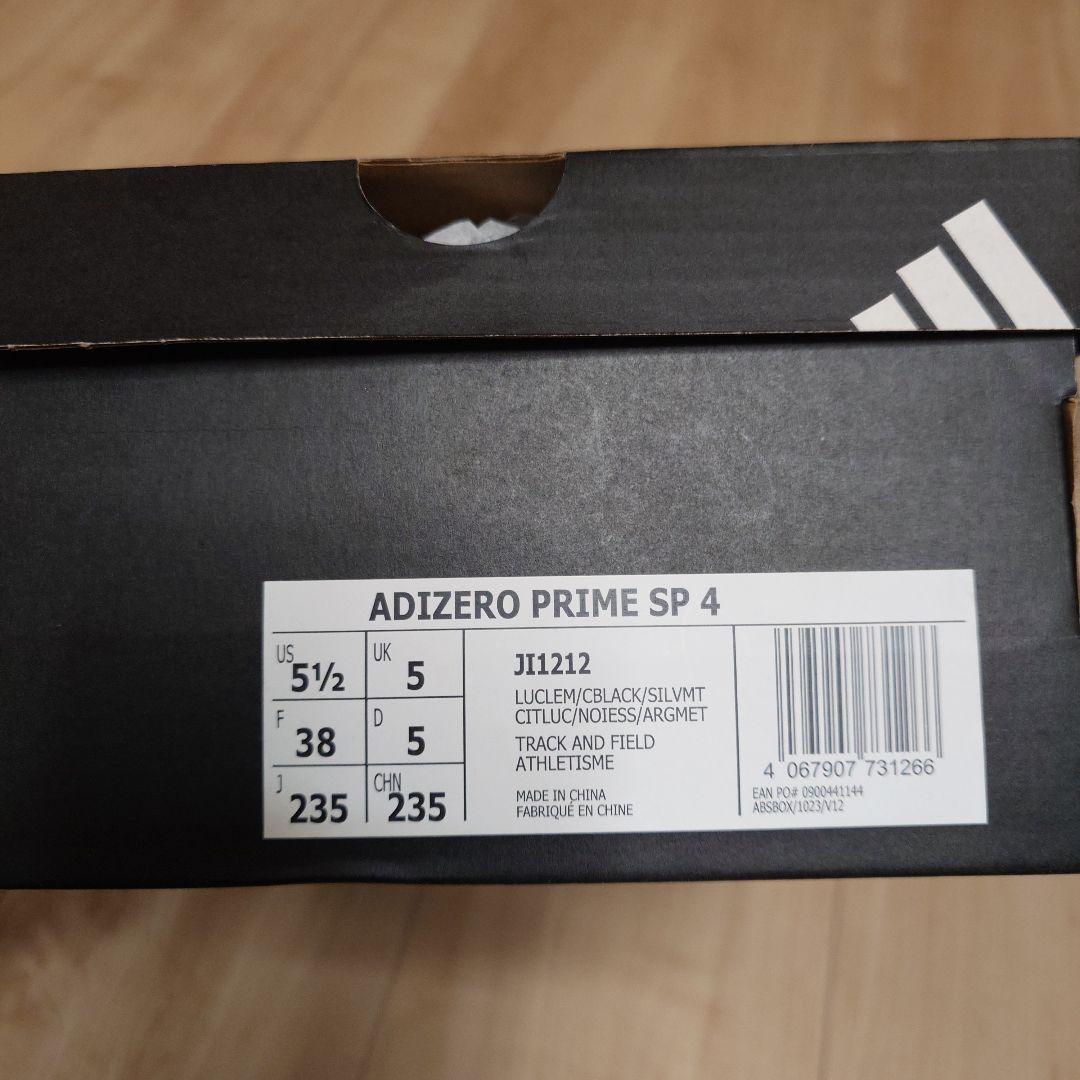 ADIZERO PRIME SP 4
US 5½ UK 5
F 38 D 5
J 235 CHN 235
JI1212
LUCLEM/CBLACK/SILVMT
CITLUC/NOIESS/ARGMET
TRACK AND FIELD
ATHLETISME
MADE IN CHINA
FABRIQUÉ EN CHINE
4 067907 731266
EAN PO# 0900441144
ABSBOX/1023/V12